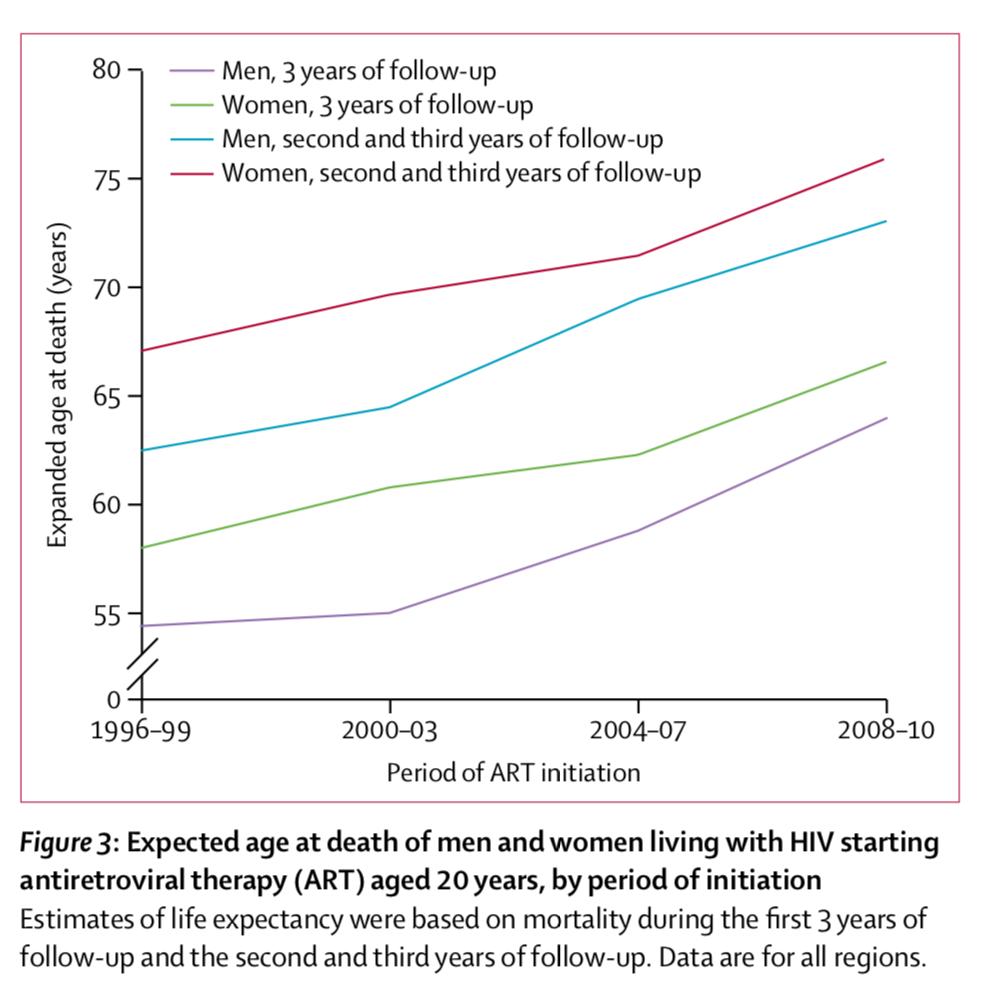 80
75
70
65
60
55
0
Expanded age at death (years)
Men, 3 years of follow-up
Women, 3 years of follow-up
Men, second and third years of follow-up
Women, second and third years of follow-up
1996–99
2000–03
2004–07
2008–10
Period of ART initiation
Figure 3: Expected age at death of men and women living with HIV starting
antiretroviral therapy (ART) aged 20 years, by period of initiation
Estimates of life expectancy were based on mortality during the first 3 years of
follow-up and the second and third years of follow-up. Data are for all regions.